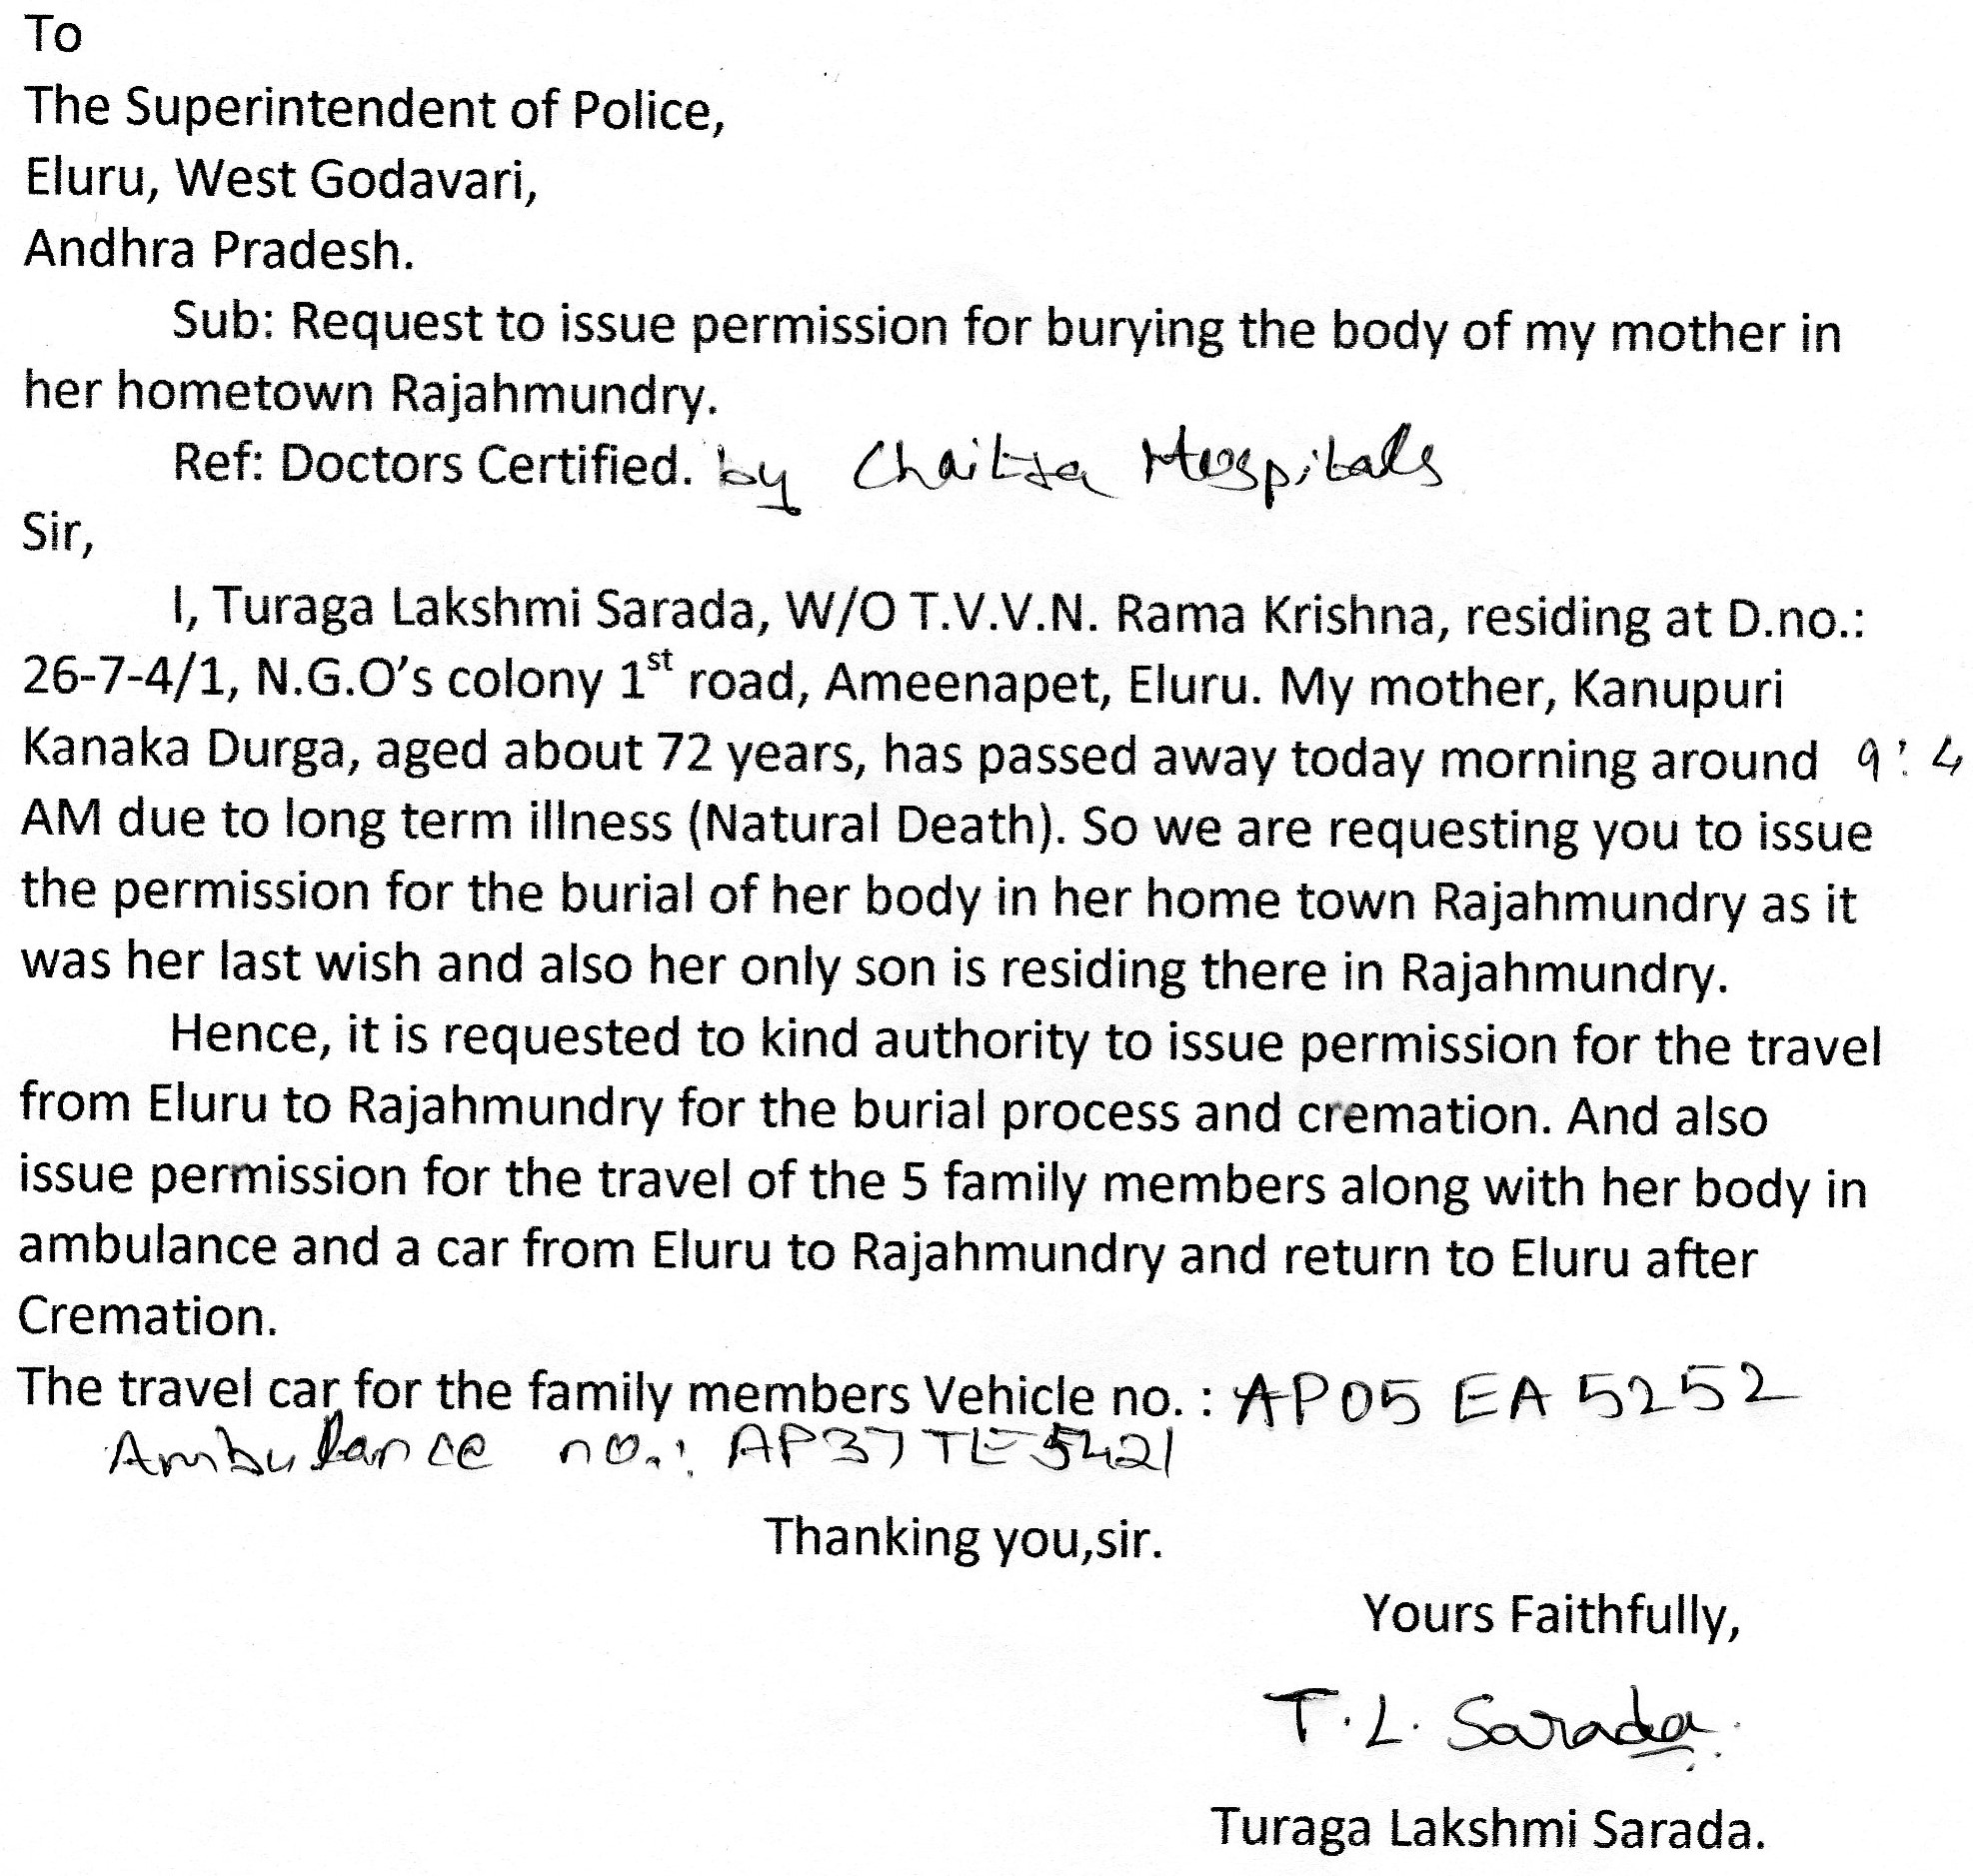 To
The Superintendent of Police,
Eluru, West Godavari,
Andhra Pradesh.
Sub: Request to issue permission for burying the body of my mother in
her hometown Rajahmundry.
Ref: Doctors Certified. by Chaitsa Hospitals
Sir,
I, Turaga Lakshmi Sarada, W/O T.V.V.N. Rama Krishna, residing at D.no.:
26-7-4/1, N.G.O’s colony 1st road, Ameenapet, Eluru. My mother, Kanupuri
Kanaka Durga, aged about 72 years, has passed away today morning around 9:4
AM due to long term illness (Natural Death). So we are requesting you to issue
the permission for the burial of her body in her home town Rajahmundry as it
was her last wish and also her only son is residing there in Rajahmundry.
Hence, it is requested to kind authority to issue permission for the travel
from Eluru to Rajahmundry for the burial process and cremation. And also
issue permission for the travel of the 5 family members along with her body in
ambulance and a car from Eluru to Rajahmundry and return to Eluru after
Cremation.
The travel car for the family members Vehicle no. : AP05 EA 5252
Ambulance no.: AP37 TE 5421
Thanking you,sir.
Yours Faithfully,
T.L. Sarada.
Turaga Lakshmi Sarada.